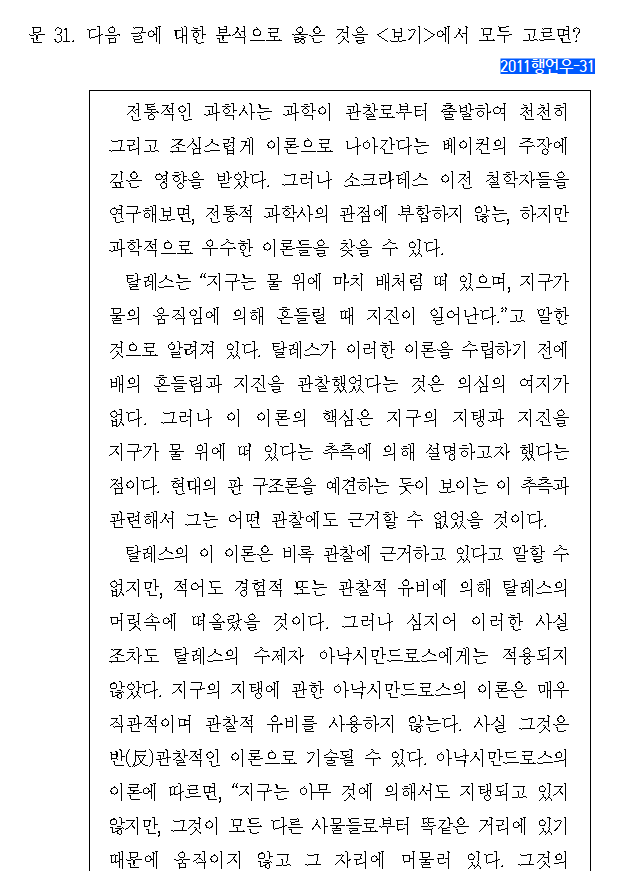 문 31. 다음 글에 대한 분석으로 옳은 것을 <보기>에서 모두 고르면?
2011행언우-31
전통적인 과학사는 과학이 관찰로부터 출발하여 천천히
그리고 조심스럽게 이론으로 나아간다는 베이컨의 주장에
깊은 영향을 받았다. 그러나 소크라테스 이전 철학자들을
연구해보면, 전통적 과학사의 관점에 부합하지 않는, 하지만
과학적으로 우수한 이론들을 찾을 수 있다.
탈레스는 “지구는 물 위에 마치 배처럼 떠 있으며, 지구가
물의 움직임에 의해 흔들릴 때 지진이 일어난다.”고 말한
것으로 알려져 있다. 탈레스가 이러한 이론을 수립하기 전에
배의 흔들림과 지진을 관찰했었다는 것은 의심의 여지가
없다. 그러나 이 이론의 핵심은 지구의 지탱과 지진을
지구가 물 위에 떠 있다는 추측에 의해 설명하고자 했다는
점이다. 현대의 판 구조론을 예견하는 듯이 보이는 이 추측과
관련해서 그는 어떤 관찰에도 근거할 수 없었을 것이다.
탈레스의 이 이론은 비록 관찰에 근거하고 있다고 말할 수
없지만, 적어도 경험적 또는 관찰적 유비에 의해 탈레스의
머릿속에 떠올랐을 것이다. 그러나 심지어 이러한 사실
조차도 탈레스의 수제자 아낙시만드로스에게는 적용되지
않았다. 지구의 지탱에 관한 아낙시만드로스의 이론은 매우
직관적이며 관찰적 유비를 사용하지 않는다. 사실 그것은
반(反)관찰적인 이론으로 기술될 수 있다. 아낙시만드로스의
이론에 따르면, “지구는 아무 것에 의해서도 지탱되고 있지
않지만, 그것이 모든 다른 사물들로부터 똑같은 거리에 있기
때문에 움직이지 않고 그 자리에 머물러 있다. 그것의